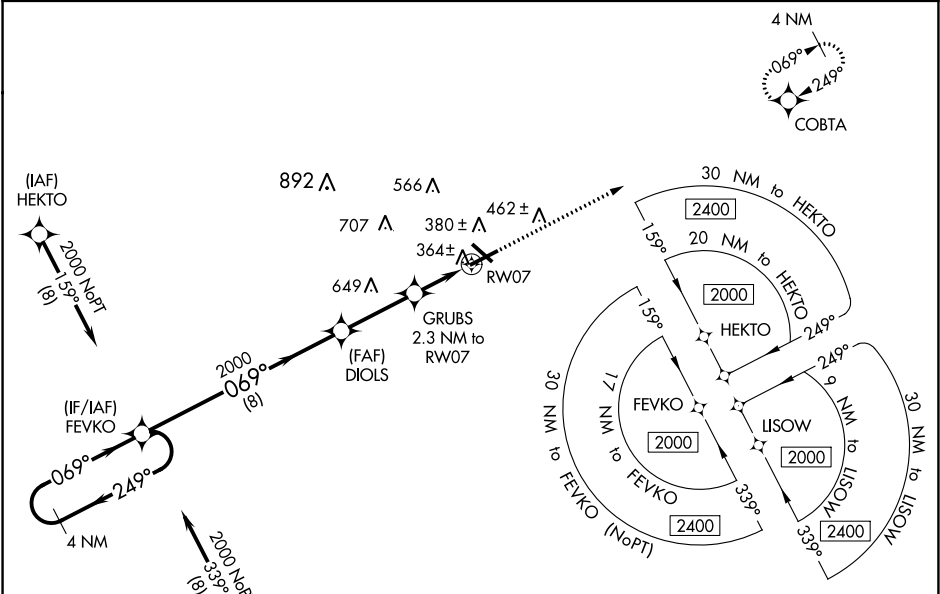 4 NM
069°
249°
COBTA
(IAF)
HEKTO
2000 NoPT
159°
(8)
892
566
707
380 ±
462 ±
364±
649
RW07
GRUBS
2.3 NM to
RW07
(FAF)
DIOLS
2000
069°
(8)
(IF/IAF)
FEVKO
069°
249°
4 NM
2000 NoPT
339°
(8)
30 NM to HEKTO
2400
159°
20 NM to HEKTO
2000
HEKTO
249°
159°
30 NM to FEVKO (NoPT)
2400
17 NM to FEVKO
FEVKO
2000
339°
249°
LISOW
9 NM to LISOW
2000
30 NM to LISOW
2400
339°